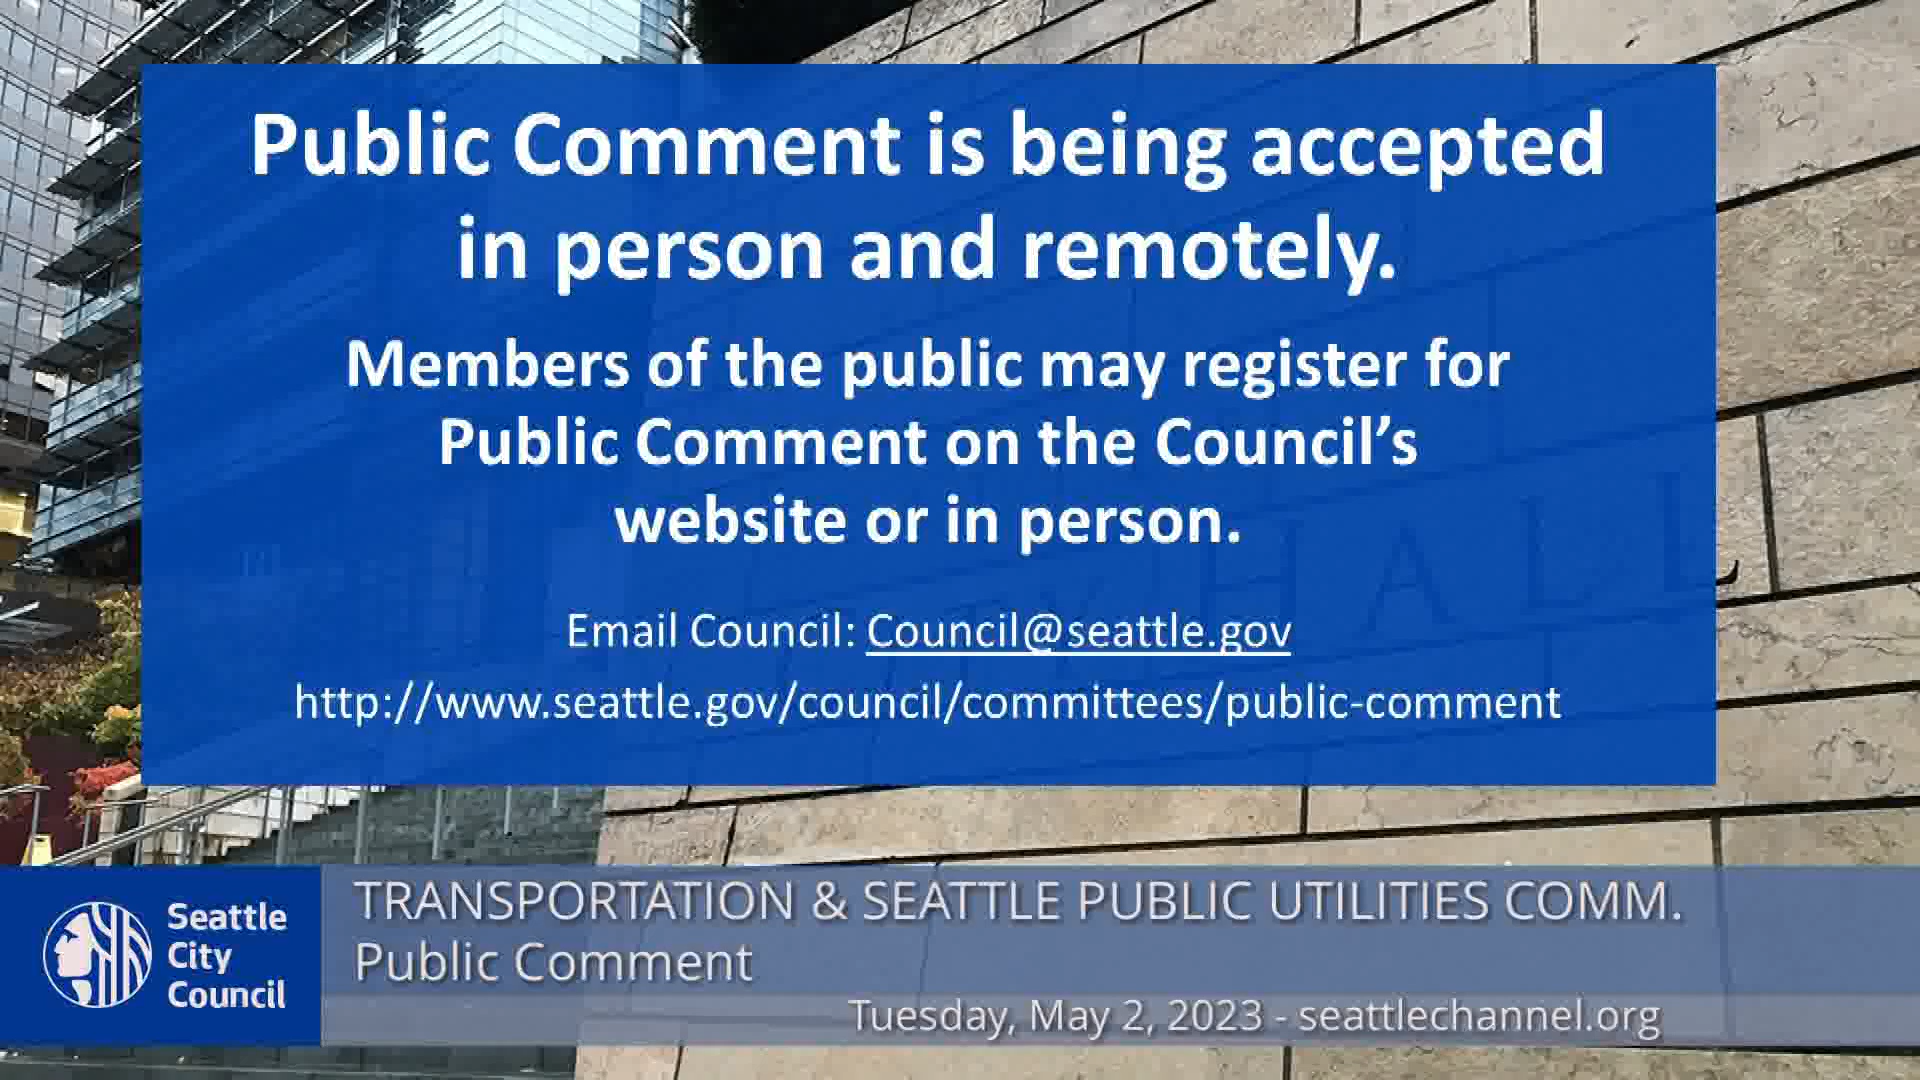 Public Comment is being accepted
in person and remotely.
Members of the public may register for
Public Comment on the Council’s
website or in person.
HALL
Email Council: Council@seattle.gov
http://www.seattle.gov/council/committees/public-comment
Seattle
City
Council
TRANSPORTATION & SEATTLE PUBLIC UTILITIES COMM.
Public Comment
Tuesday, May 2, 2023 - seattlechannel.org